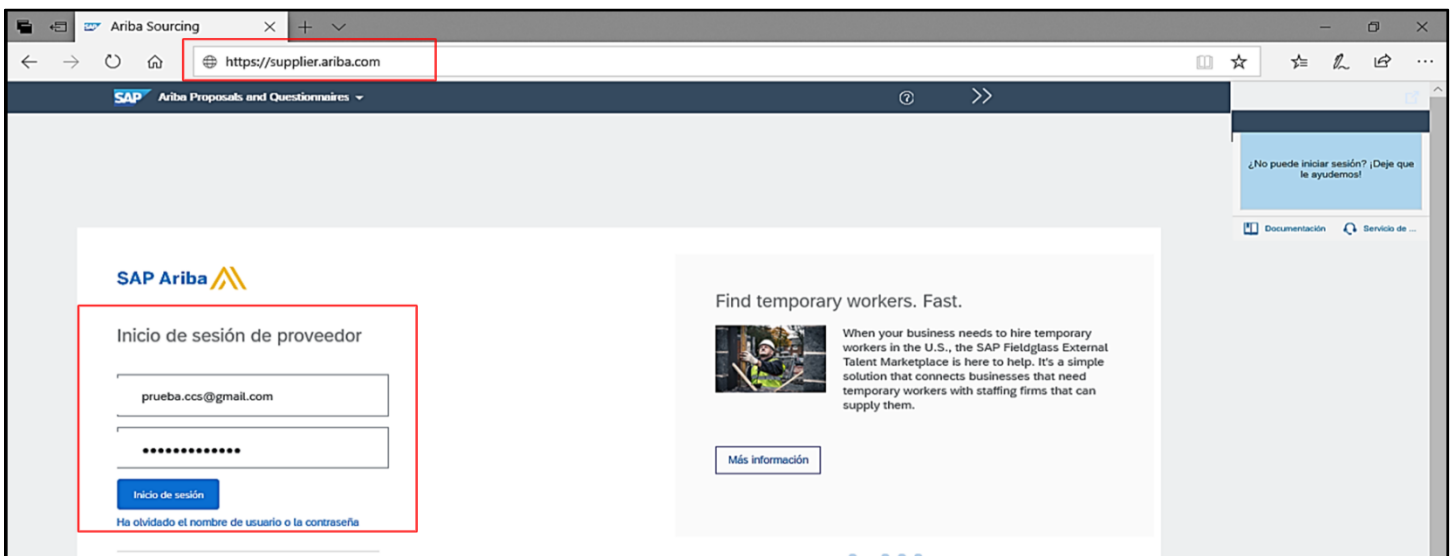 Ariba Sourcing
https://supplier.ariba.com
SAP Ariba Proposals and Questionnaires
¿No puede iniciar sesión? ¡Deje que
le ayudemos!
Documentación Servicio de ...
SAP Ariba
Inicio de sesión de proveedor
prueba.ccs@gmail.com
Inicio de sesión
Ha olvidado el nombre de usuario o la contraseña
Find temporary workers. Fast.
When your business needs to hire temporary
workers in the U.S., the SAP Fieldglass External
Talent Marketplace is here to help. It's a simple
solution that connects businesses that need
temporary workers with staffing firms that can
supply them.
Más información